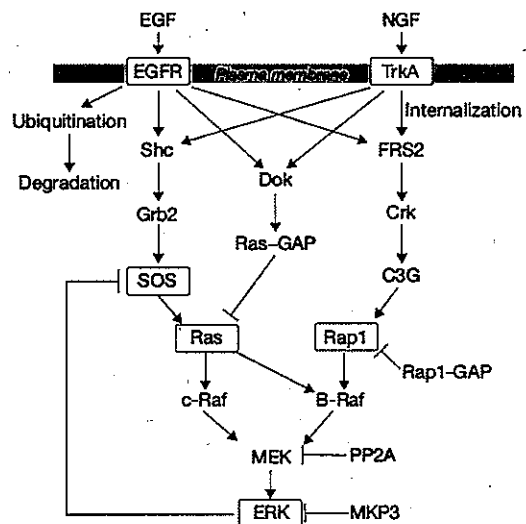 EGF NGF
EGFR Plasma membrane TrkA
Internalization
Ubiquitination
Shc FRS2
Degradation Dok
Grb2 Crk
Ras–GAP
SOS C3G
Ras Rap1
Rap1-GAP
c-Raf B-Raf
MEK PP2A
ERK MKP3